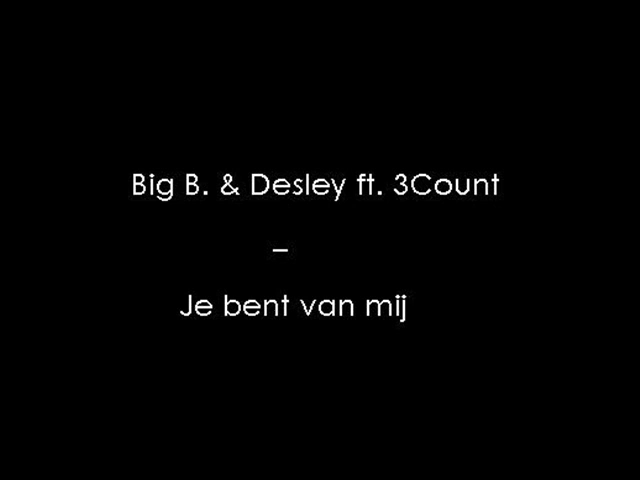 Big B. & Desley ft. 3Count
–
Je bent van mij